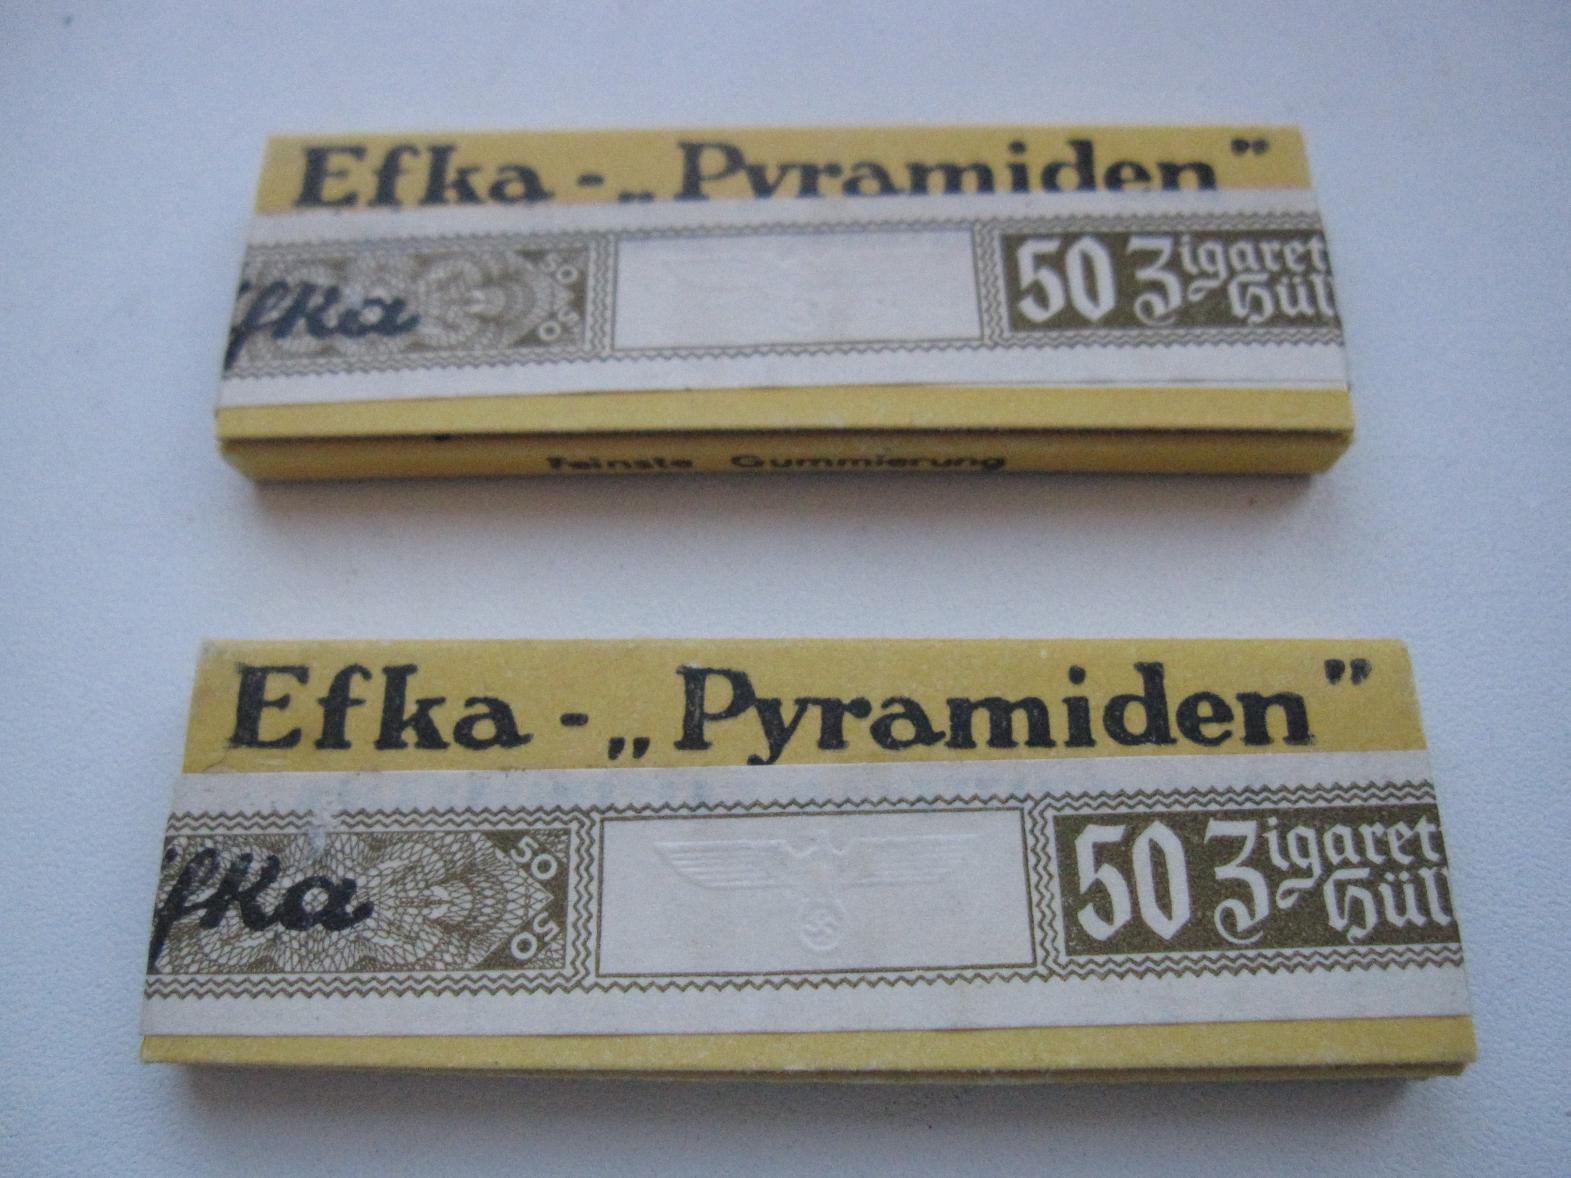 Efka - „Pyramiden”
fka
50
50
50 Zigaret
Hül
Feinste Gummierung
Efka - „Pyramiden”
fka
50
50
50 Zigaret
Hül